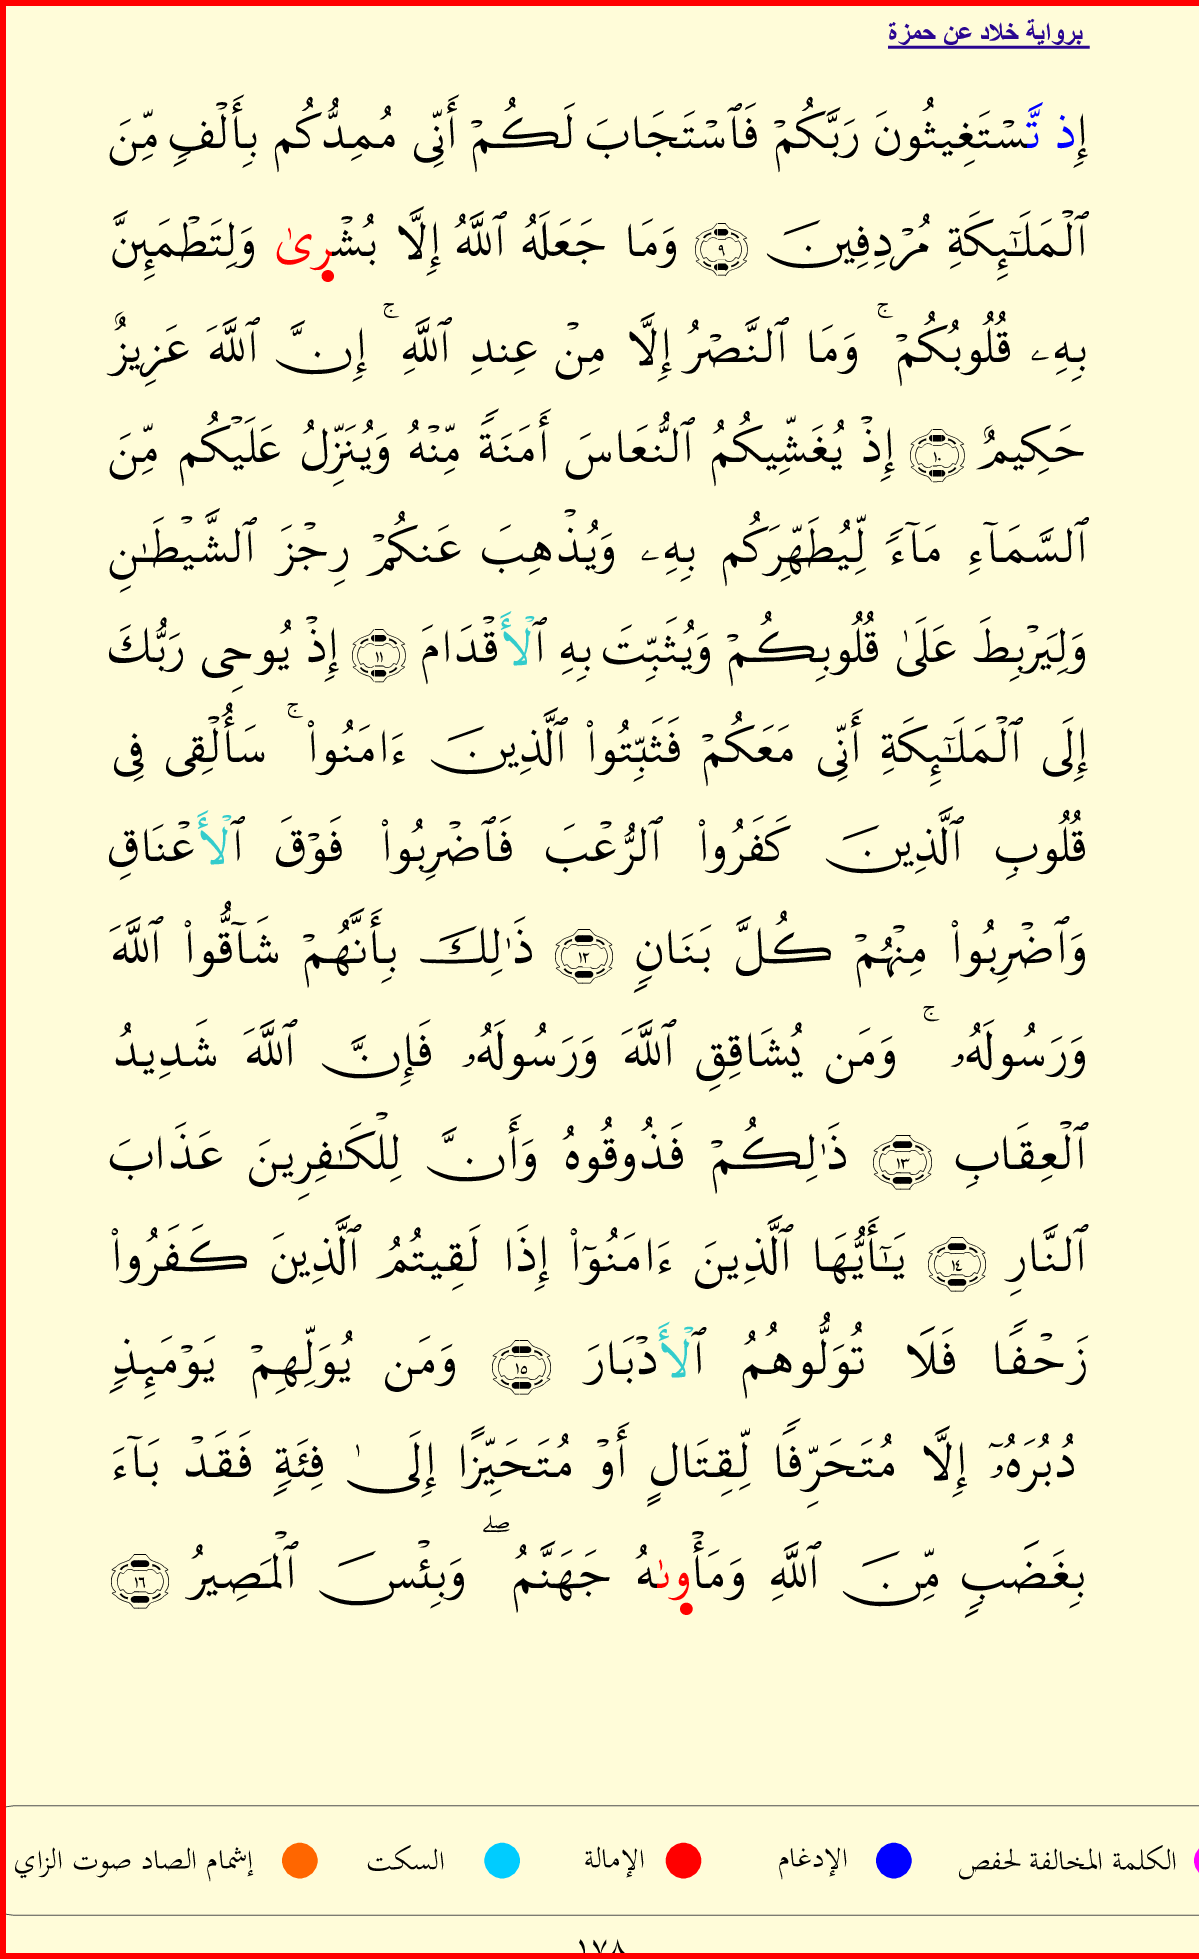 برواية خلاد عن حمزة
إِذ تَّسْتَغِيثُونَ رَبَّكُمْ فَٱسْتَجَابَ لَكُمْ أَنِّى مُمِدُّكُم بِأَلْفٍ مِّنَ
ٱلْمَلَـٰٓئِكَةِ مُرْدِفِينَ ٩ وَمَا جَعَلَهُ ٱللَّهُ إِلَّا بُشْرِىٰ وَلِتَطْمَئِنَّ
بِهِۦ قُلُوبُكُمْ ۚ وَمَا ٱلنَّصْرُ إِلَّا مِنْ عِندِ ٱللَّهِ ۚ إِنَّ ٱللَّهَ عَزِيزٌ
حَكِيمٌ ١٠ إِذْ يُغَشِّيكُمُ ٱلنُّعَاسَ أَمَنَةً مِّنْهُ وَيُنَزِّلُ عَلَيْكُم مِّنَ
ٱلسَّمَآءِ مَآءً لِّيُطَهِّرَكُم بِهِۦ وَيُذْهِبَ عَنكُمْ رِجْزَ ٱلشَّيْطَـٰنِ
وَلِيَرْبِطَ عَلَىٰ قُلُوبِكُمْ وَيُثَبِّتَ بِهِ ٱلْأَقْدَامَ ١١ إِذْ يُوحِى رَبُّكَ
إِلَى ٱلْمَلَـٰٓئِكَةِ أَنِّى مَعَكُمْ فَثَبِّتُوا۟ ٱلَّذِينَ ءَامَنُوا۟ ۚ سَأُلْقِى فِى
قُلُوبِ ٱلَّذِينَ كَفَرُوا۟ ٱلرُّعْبَ فَٱضْرِبُوا۟ فَوْقَ ٱلْأَعْنَاقِ
وَٱضْرِبُوا۟ مِنْهُمْ كُلَّ بَنَانٍ ١٢ ذَٰلِكَ بِأَنَّهُمْ شَآقُّوا۟ ٱللَّهَ
وَرَسُولَهُۥ ۚ وَمَن يُشَاقِقِ ٱللَّهَ وَرَسُولَهُۥ فَإِنَّ ٱللَّهَ شَدِيدُ
ٱلْعِقَابِ ١٣ ذَٰلِكُمْ فَذُوقُوهُ وَأَنَّ لِلْكَـٰفِرِينَ عَذَابَ
ٱلنَّارِ ١٤ يَـٰٓأَيُّهَا ٱلَّذِينَ ءَامَنُوٓا۟ إِذَا لَقِيتُمُ ٱلَّذِينَ كَفَرُوا۟
زَحْفًا فَلَا تُوَلُّوهُمُ ٱلْأَدْبَارَ ١٥ وَمَن يُوَلِّهِمْ يَوْمَئِذٍ
دُبُرَهُۥٓ إِلَّا مُتَحَرِّفًا لِّقِتَالٍ أَوْ مُتَحَيِّزًا إِلَىٰ فِئَةٍ فَقَدْ بَآءَ
بِغَضَبٍ مِّنَ ٱللَّهِ وَمَأْوِىٰهُ جَهَنَّمُ ۖ وَبِئْسَ ٱلْمَصِيرُ ١٦
الكلمة المخالفة لحفص الإدغام الإمالة السكت إشمام الصاد صوت الزاي
١٧٨